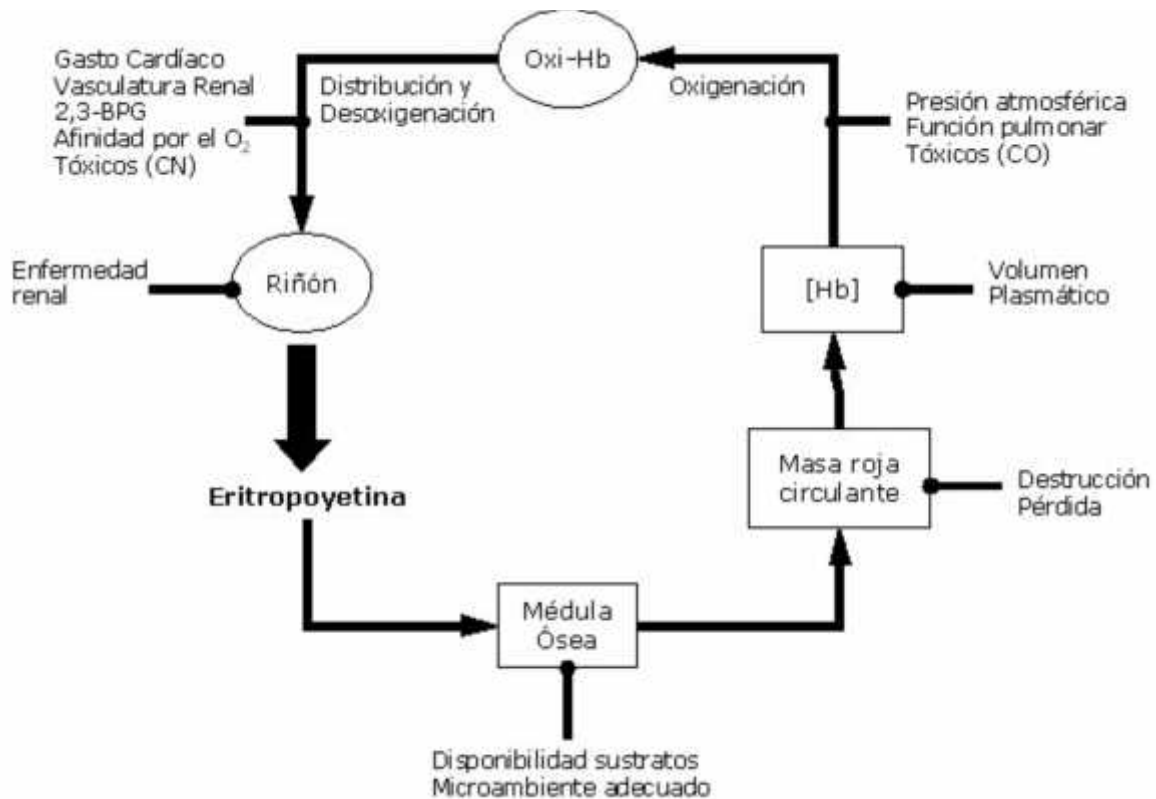 Oxi-Hb
Gasto Cardíaco
Vasculatura Renal
2,3-BPG
Afinidad por el O₂
Tóxicos (CN)
Distribución y
Desoxigenación
Oxigenación
Presión atmosférica
Función pulmonar
Tóxicos (CO)
Enfermedad
renal
Riñón
[Hb]
Volumen
Plasmático
Masa roja
circulante
Destrucción
Pérdida
Eritropoyetina
Médula
Ósea
Disponibilidad sustratos
Microambiente adecuado